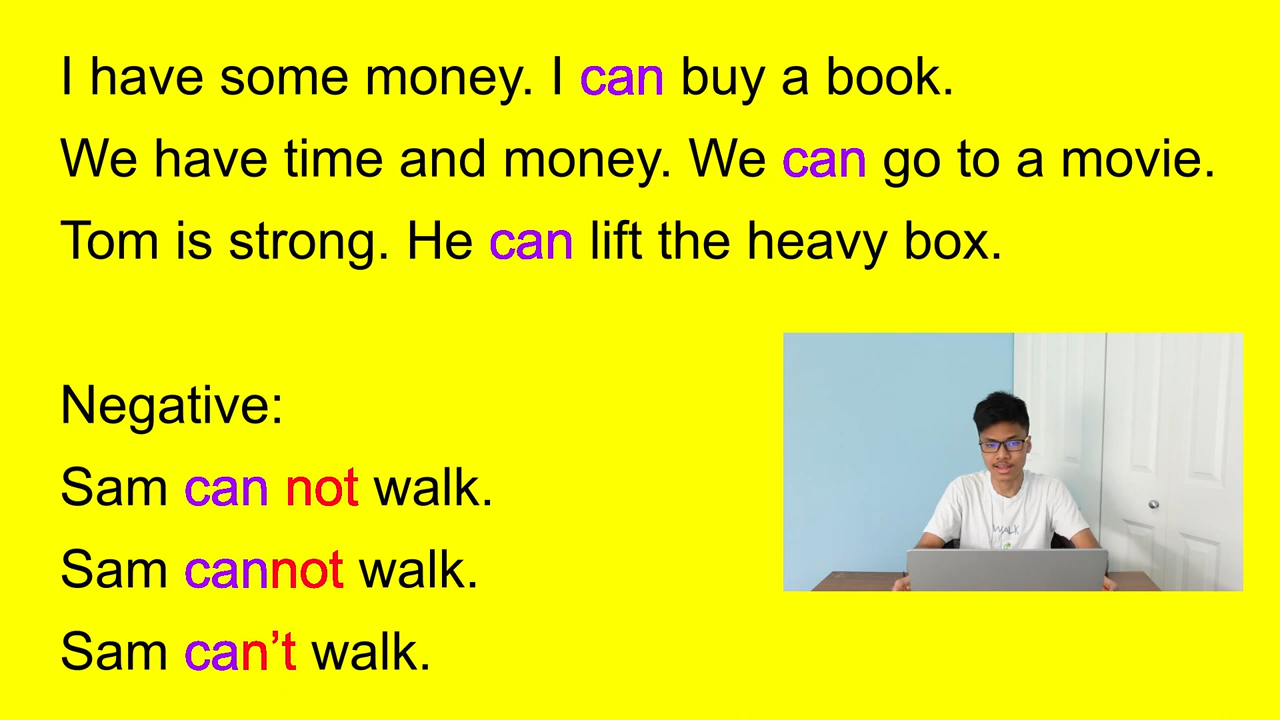 I have some money. I can buy a book.
We have time and money. We can go to a movie.
Tom is strong. He can lift the heavy box.
Negative:
Sam can not walk.
Sam cannot walk.
Sam can’t walk.
WALK